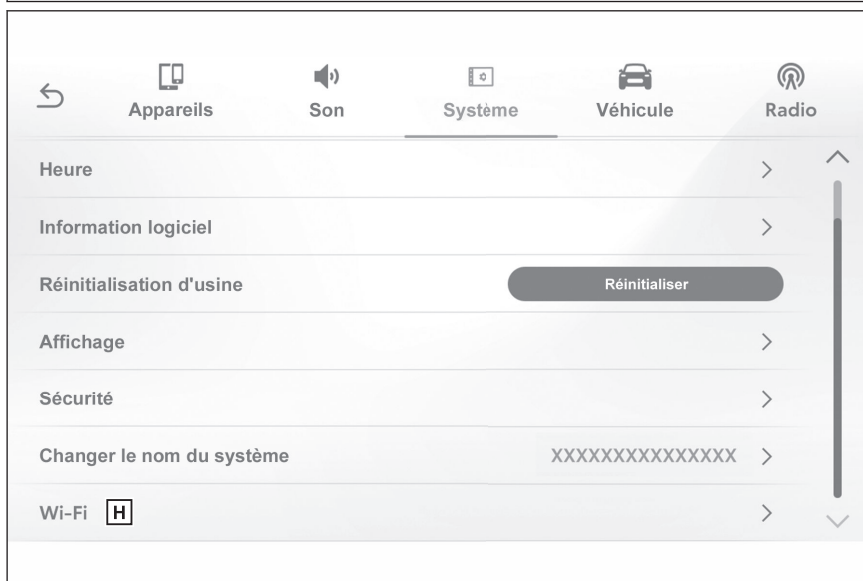 Appareils Son Système Véhicule Radio
Heure
Information logiciel
Réinitialisation d'usine Réinitialiser
Affichage
Sécurité
Changer le nom du système XXXXXXXXXXXXXXX
Wi-Fi H